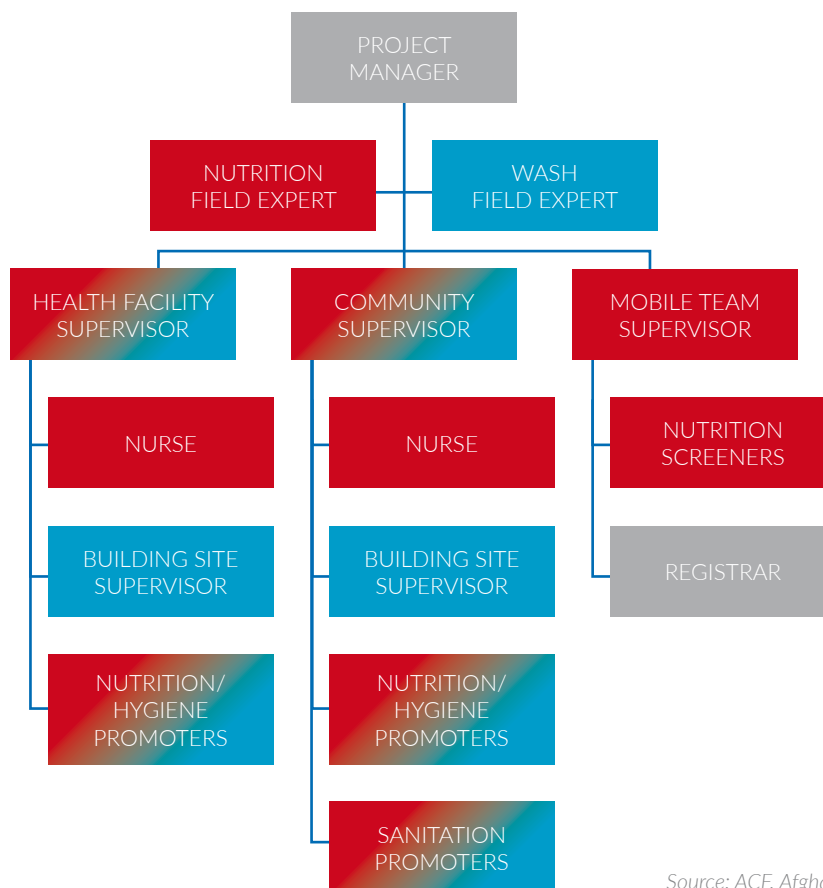 PROJECT
MANAGER
NUTRITION
FIELD EXPERT
WASH
FIELD EXPERT
HEALTH FACILITY
SUPERVISOR
COMMUNITY
SUPERVISOR
MOBILE TEAM
SUPERVISOR
NURSE
NURSE
NUTRITION
SCREENERS
BUILDING SITE
SUPERVISOR
BUILDING SITE
SUPERVISOR
REGISTRAR
NUTRITION/
HYGIENE
PROMOTERS
NUTRITION/
HYGIENE
PROMOTERS
SANITATION
PROMOTERS
Source: ACF,